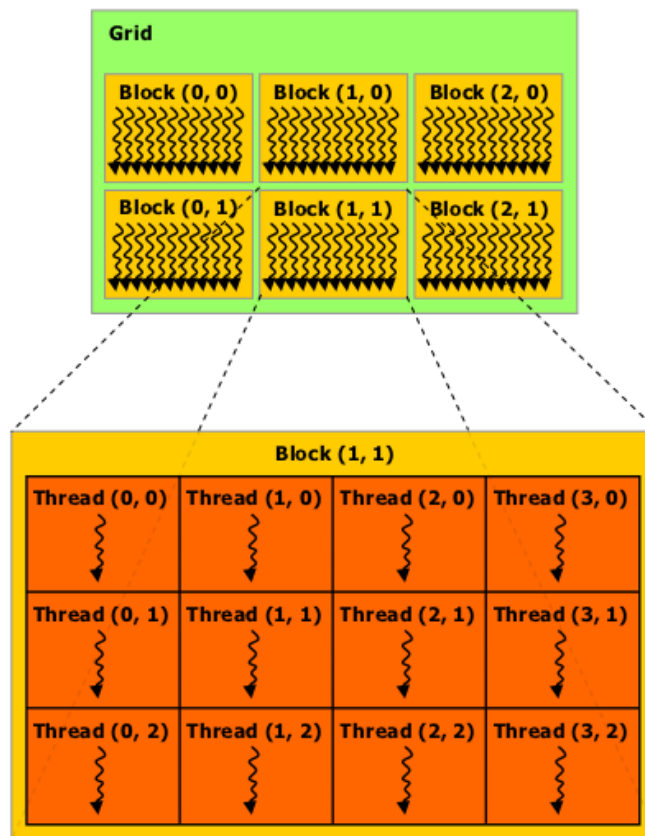 Grid
Block (0, 0) Block (1, 0) Block (2, 0)
Block (0, 1) Block (1, 1) Block (2, 1)
Block (1, 1)
Thread (0, 0) Thread (1, 0) Thread (2, 0) Thread (3, 0)
Thread (0, 1) Thread (1, 1) Thread (2, 1) Thread (3, 1)
Thread (0, 2) Thread (1, 2) Thread (2, 2) Thread (3, 2)